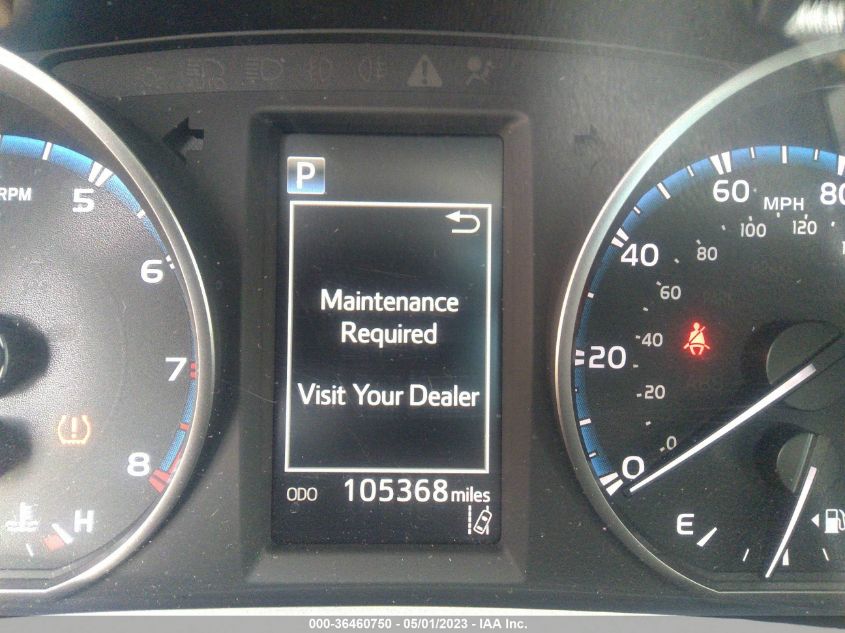 P
Maintenance
Required
Visit Your Dealer
ODO 105368 miles
RPM
5
6
7
8
H
60
80
MPH
40
20
0
100
120
80
60
40
20
0
E
000-36460750 - 05/01/2023 - IAA Inc.